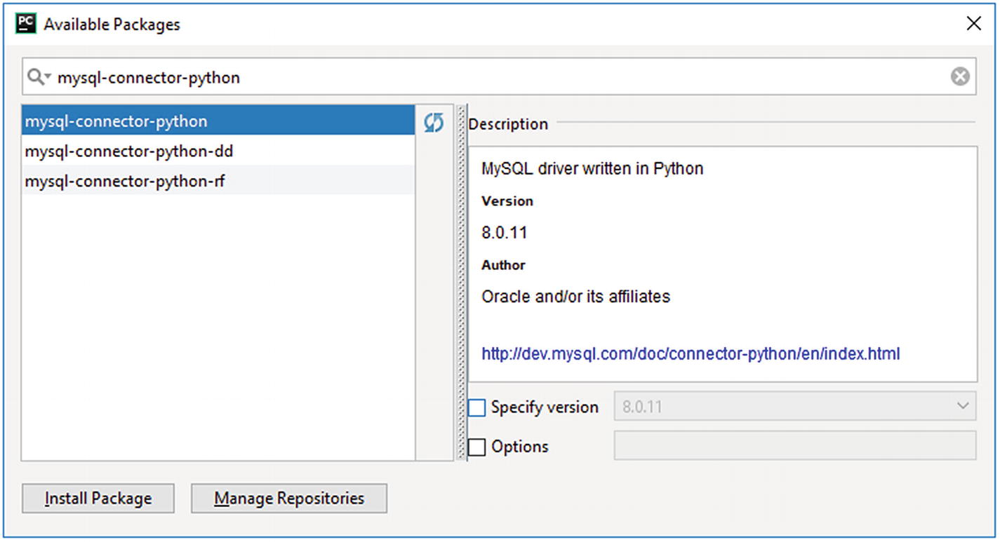 PC
Available Packages
mysql-connector-python
mysql-connector-python
mysql-connector-python-dd
mysql-connector-python-rf
Description
MySQL driver written in Python
Version
8.0.11
Author
Oracle and/or its affiliates
http://dev.mysql.com/doc/connector-python/en/index.html
Specify version
8.0.11
Options
Install Package
Manage Repositories